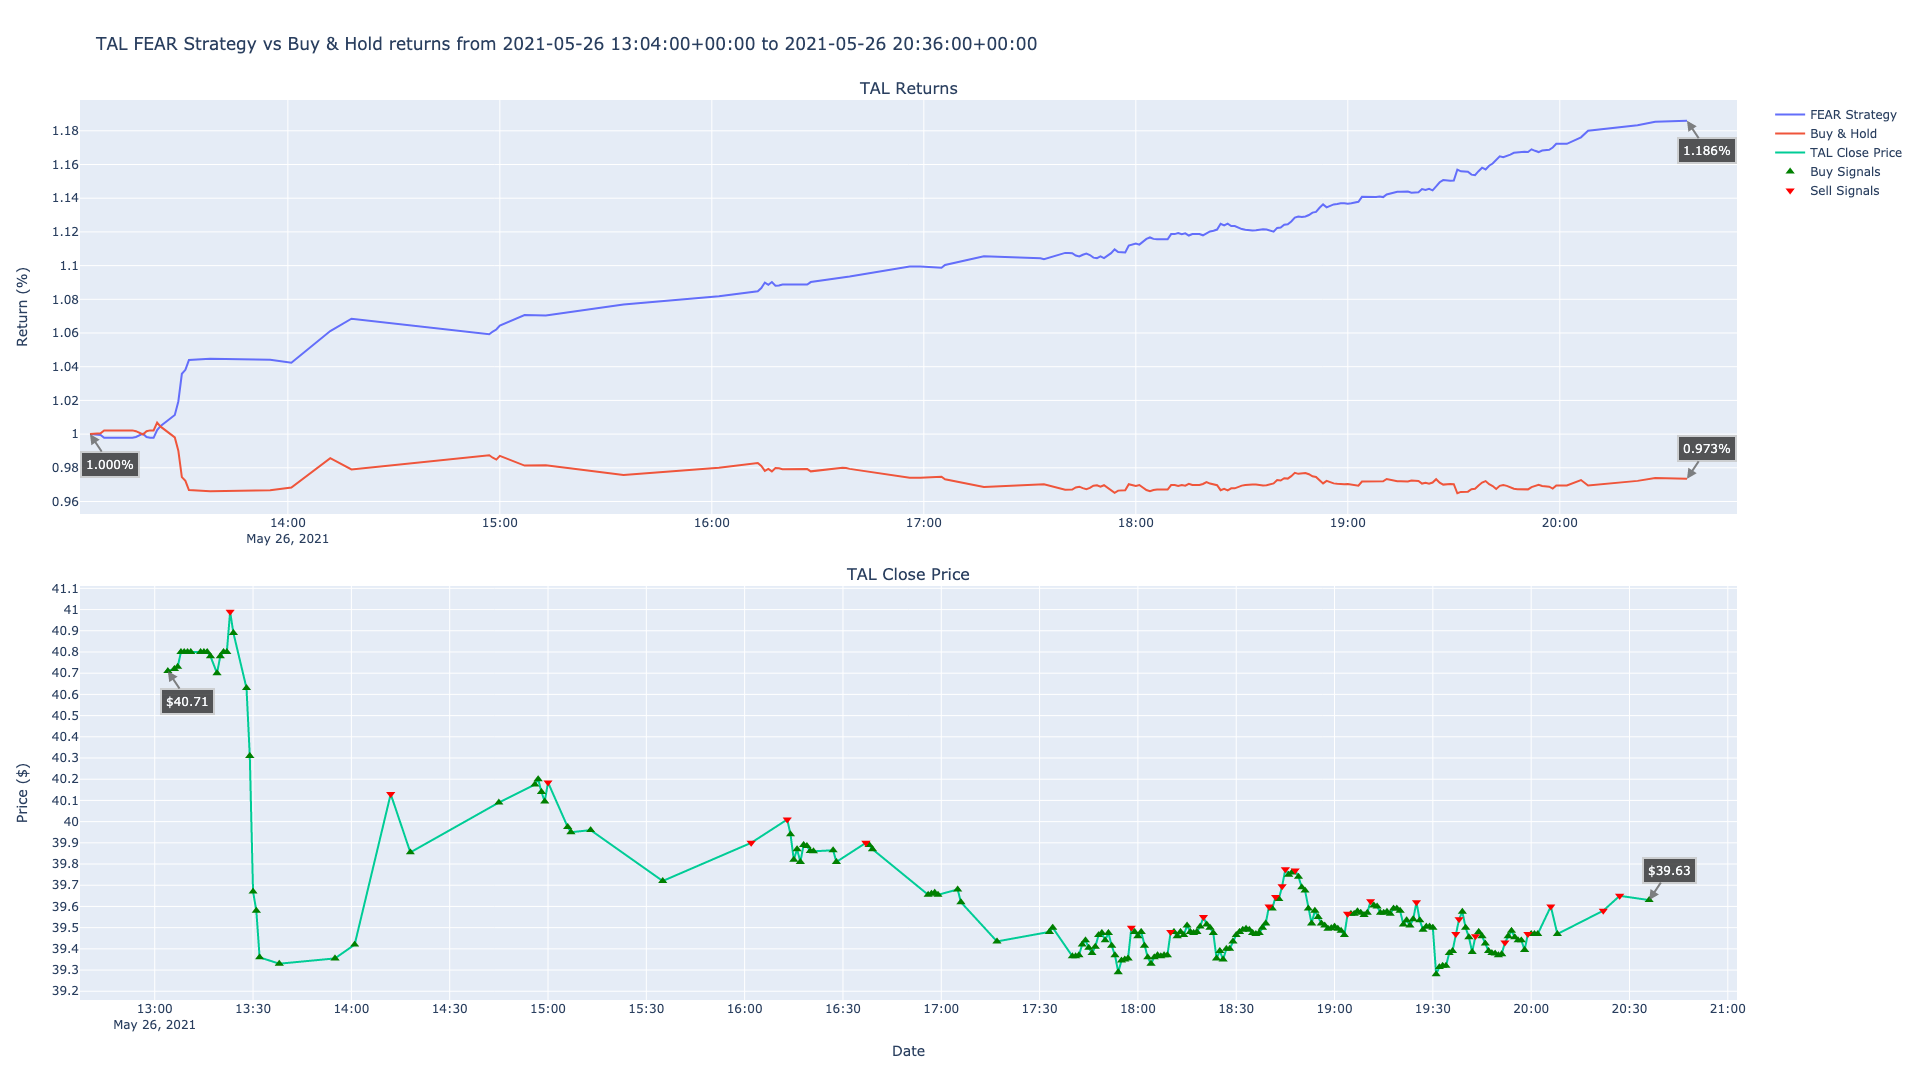 TAL FEAR Strategy vs Buy & Hold returns from 2021-05-26 13:04:00+00:00 to 2021-05-26 20:36:00+00:00
TAL Returns
FEAR Strategy
Buy & Hold
TAL Close Price
Buy Signals
Sell Signals
Return (%)
1.18
1.16
1.14
1.12
1.1
1.08
1.06
1.04
1.02
1
0.98
0.96
1.186%
1.000%
0.973%
14:00 15:00 16:00 17:00 18:00 19:00 20:00
May 26, 2021
TAL Close Price
Price ($)
41.1
41
40.9
40.8
40.7
40.6
40.5
40.4
40.3
40.2
40.1
40
39.9
39.8
39.7
39.6
39.5
39.4
39.3
39.2
$40.71
$39.63
13:00 13:30 14:00 14:30 15:00 15:30 16:00 16:30 17:00 17:30 18:00 18:30 19:00 19:30 20:00 20:30 21:00
May 26, 2021
Date